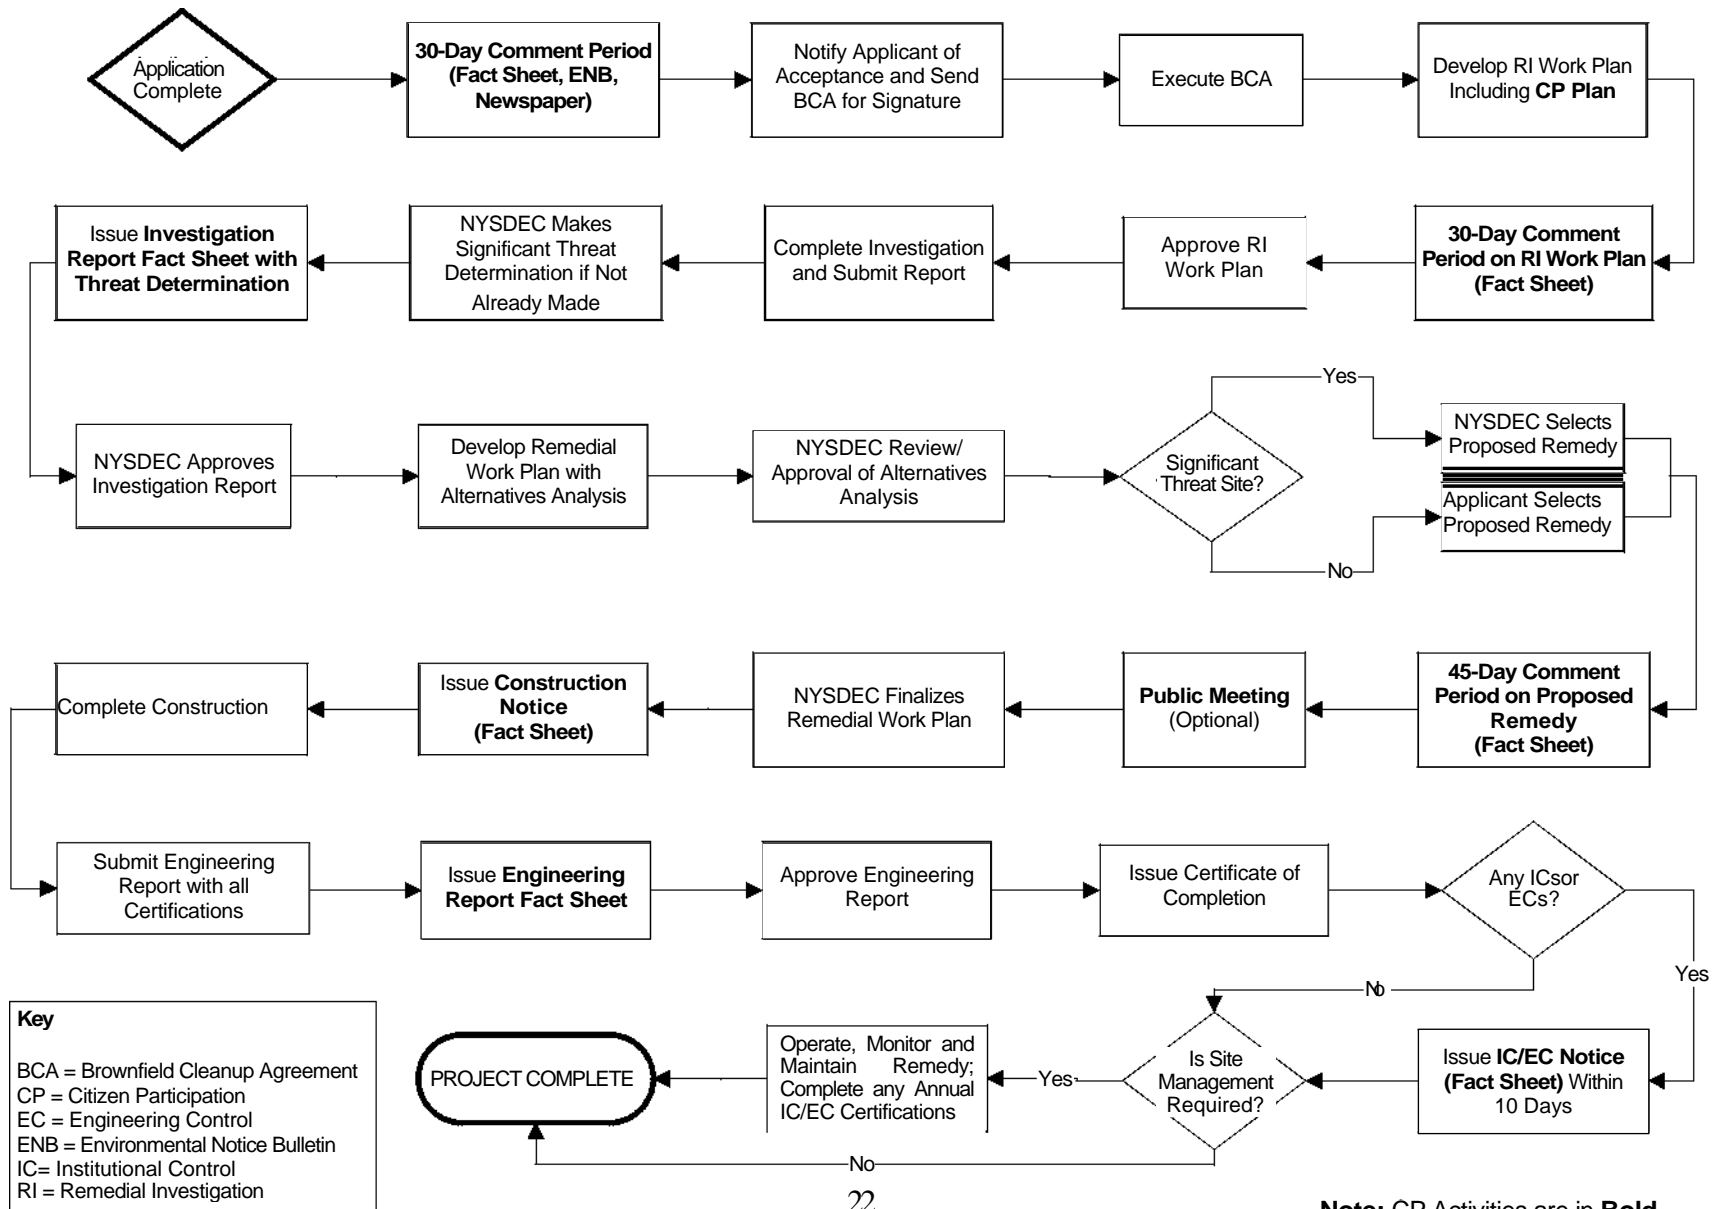 Application
Complete
30-Day Comment Period
(Fact Sheet, ENB,
Newspaper)
Notify Applicant of
Acceptance and Send
BCA for Signature
Execute BCA
Develop RI Work Plan
Including CP Plan
Issue Investigation
Report Fact Sheet with
Threat Determination
NYSDEC Makes
Significant Threat
Determination if Not
Already Made
Complete Investigation
and Submit Report
Approve RI
Work Plan
30-Day Comment
Period on RI Work Plan
(Fact Sheet)
NYSDEC Approves
Investigation Report
Develop Remedial
Work Plan with
Alternatives Analysis
NYSDEC Review/
Approval of Alternatives
Analysis
Significant
Threat Site?
Yes
No
NYSDEC Selects
Proposed Remedy
Applicant Selects
Proposed Remedy
Complete Construction
Issue Construction
Notice
(Fact Sheet)
NYSDEC Finalizes
Remedial Work Plan
Public Meeting
(Optional)
45-Day Comment
Period on Proposed
Remedy
(Fact Sheet)
Submit Engineering
Report with all
Certifications
Issue Engineering
Report Fact Sheet
Approve Engineering
Report
Issue Certificate of
Completion
Any ICsor
ECs?
Yes
No
Key
BCA = Brownfield Cleanup Agreement
CP = Citizen Participation
EC = Engineering Control
ENB = Environmental Notice Bulletin
IC= Institutional Control
RI = Remedial Investigation
PROJECT COMPLETE
Operate, Monitor and
Maintain Remedy;
Complete any Annual
IC/EC Certifications
Yes
Is Site
Management
Required?
Issue IC/EC Notice
(Fact Sheet) Within
10 Days
No
22
Note: CP Activities are in Bold